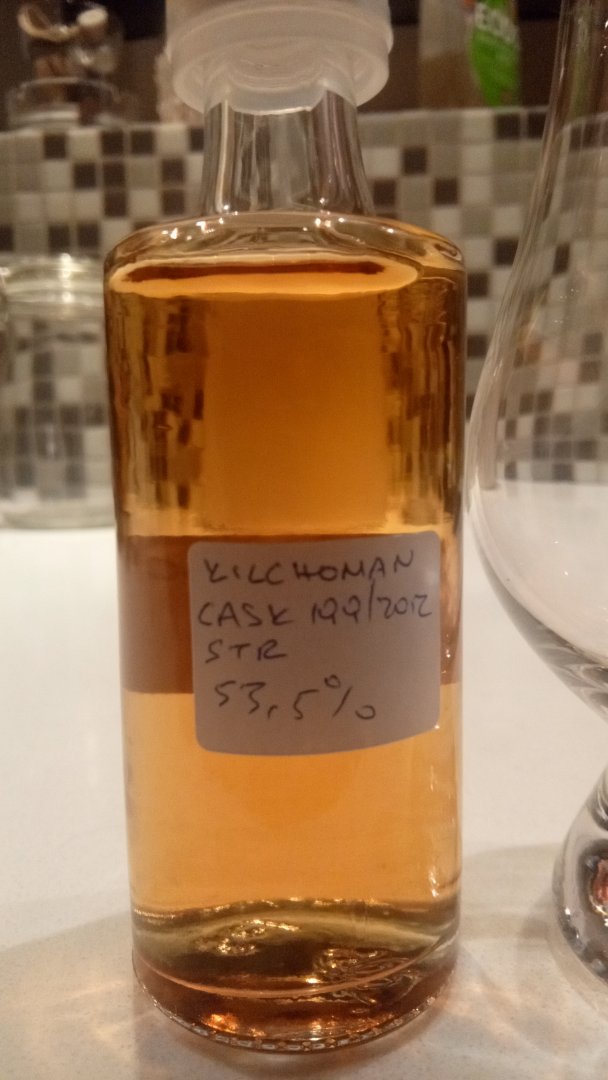 KILCHOMAN
CASK 199/2012
STR
53,5%